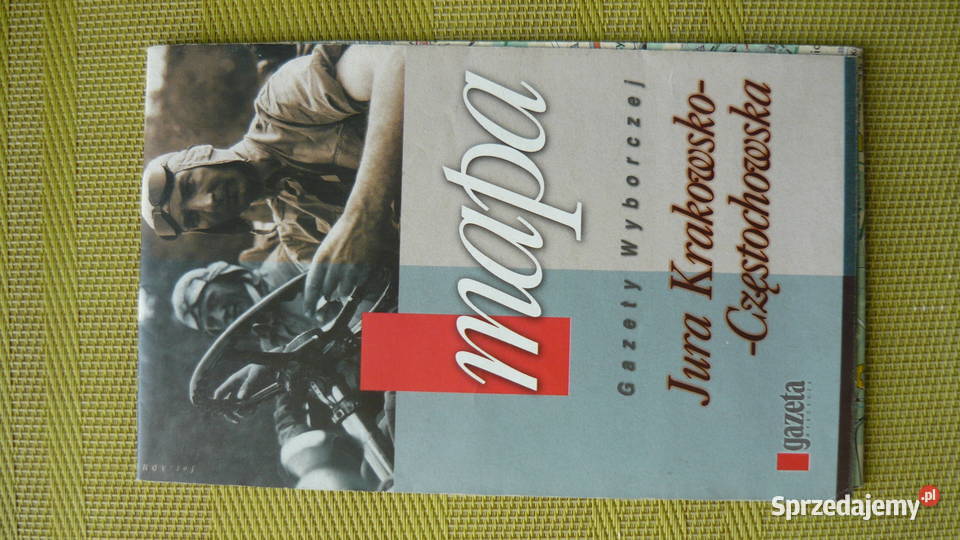 mapa
Gazety Wyborczej
Jura Krakowsko-
-Częstochowska
gazeta
Sprzedajemy.pl